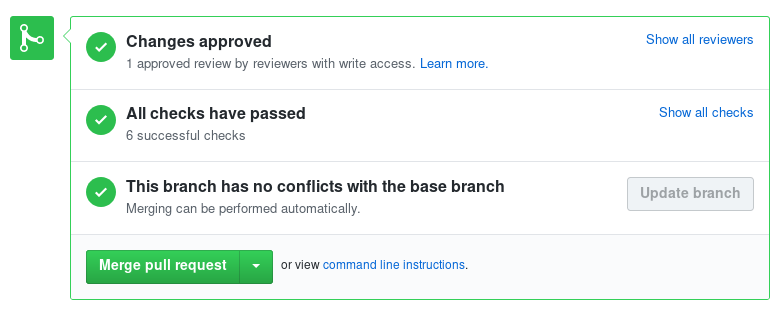 Changes approved
Show all reviewers
1 approved review by reviewers with write access. Learn more.
All checks have passed
Show all checks
6 successful checks
This branch has no conflicts with the base branch
Update branch
Merging can be performed automatically.
Merge pull request
or view command line instructions.